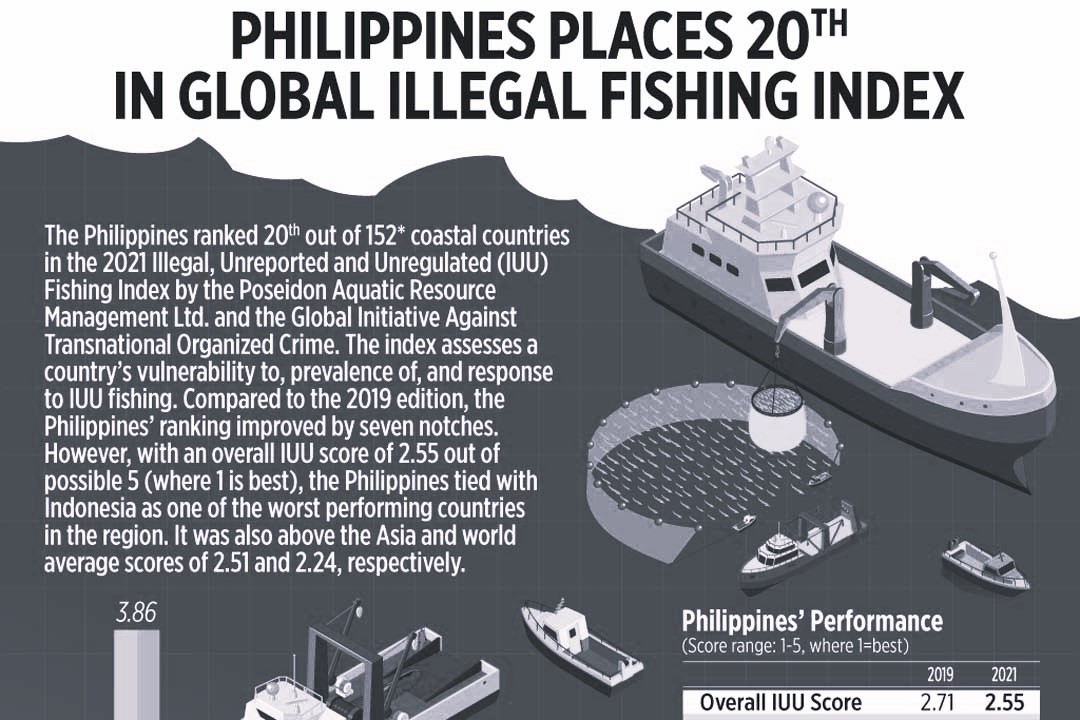 PHILIPPINES PLACES 20TH
IN GLOBAL ILLEGAL FISHING INDEX
The Philippines ranked 20th out of 152* coastal countries
in the 2021 Illegal, Unreported and Unregulated (IUU)
Fishing Index by the Poseidon Aquatic Resource
Management Ltd. and the Global Initiative Against
Transnational Organized Crime. The index assesses a
country's vulnerability to, prevalence of, and response
to IUU fishing. Compared to the 2019 edition, the
Philippines' ranking improved by seven notches.
However, with an overall IUU score of 2.55 out of
possible 5 (where 1 is best), the Philippines tied with
Indonesia as one of the worst performing countries
in the region. It was also above the Asia and world
average scores of 2.51 and 2.24, respectively.
3.86
Philippines' Performance
(Score range: 1-5, where 1=best)
2019 2021
Overall IUU Score 2.71 2.55